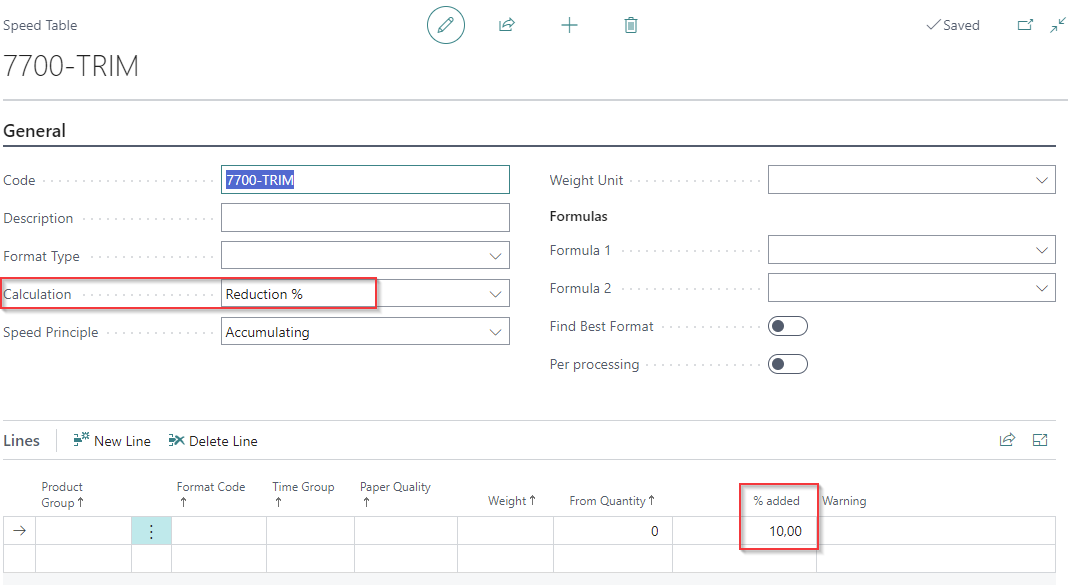 Speed Table
Saved
7700-TRIM
General
Code 7700-TRIM
Description
Format Type
Calculation Reduction %
Speed Principle Accumulating
Weight Unit
Formulas
Formula 1
Formula 2
Find Best Format
Per processing
Lines New Line Delete Line
Product Group Format Code Time Group Paper Quality Weight From Quantity % added Warning
0 10,00